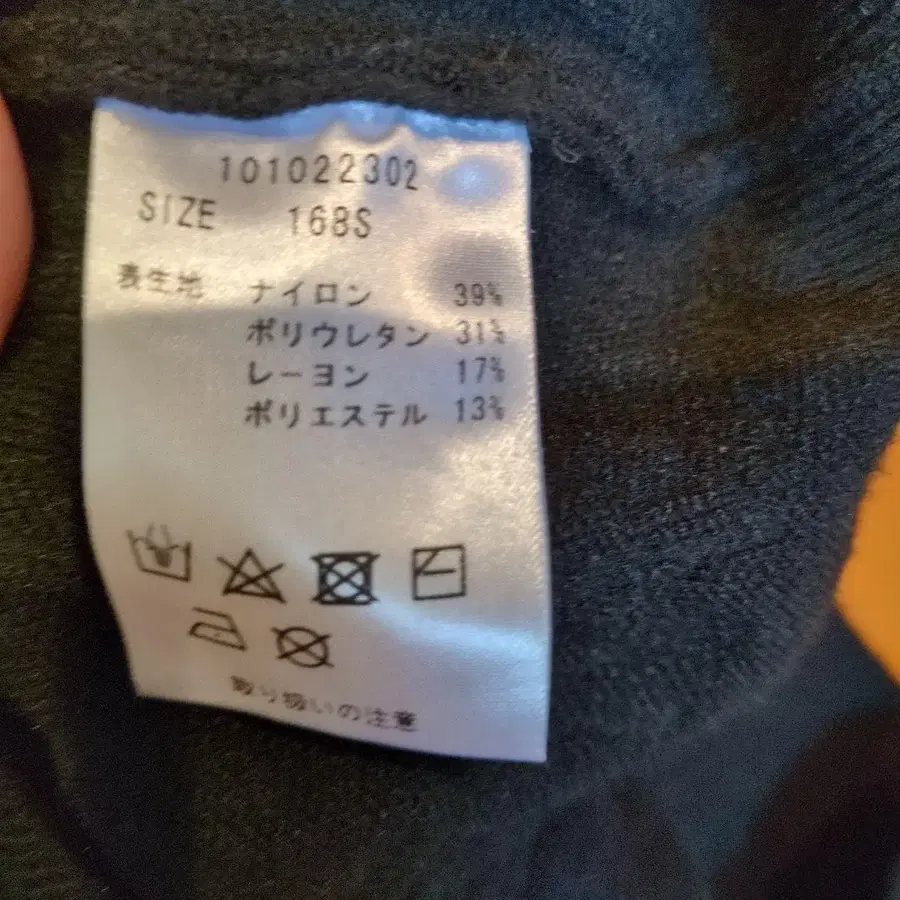 101022302
SIZE 168S
表生地 ナイロン 39%
ポリウレタン 31%
レーヨン 17%
ポリエステル 13%
取り扱いの注意